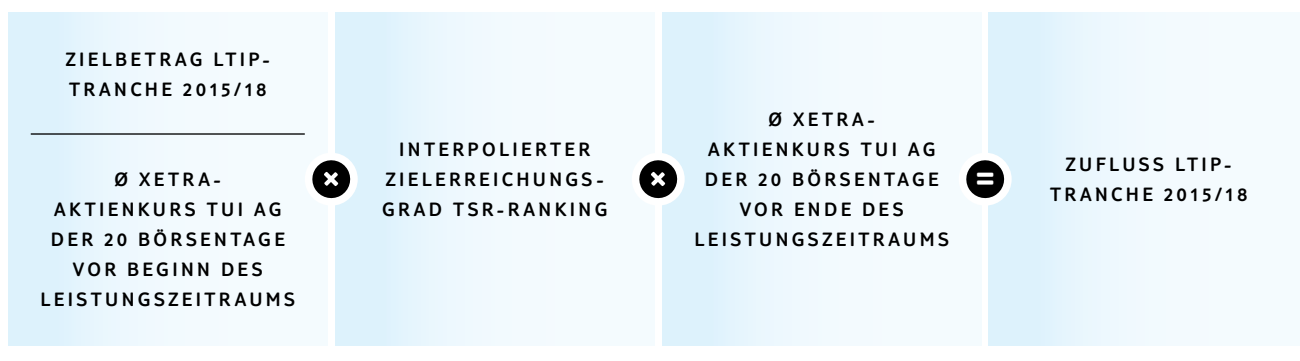 ZIELBETRAG LTIP-
TRANCHE 2015/18
Ø XETRA-
AKTIENKURS TUI AG
DER 20 BÖRSENTAGE
VOR BEGINN DES
LEISTUNGSZEITRAUMS
×
INTERPOLIERTER
ZIELERREICHUNGS-
GRAD TSR-RANKING
×
Ø XETRA-
AKTIENKURS TUI AG
DER 20 BÖRSENTAGE
VOR ENDE DES
LEISTUNGSZEITRAUMS
=
ZUFLUSS LTIP-
TRANCHE 2015/18